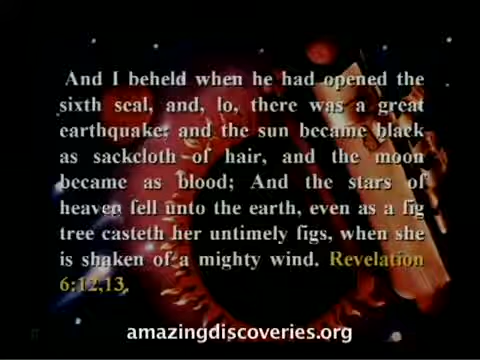 And I beheld when he had opened the
sixth seal, and, lo, there was a great
earthquake; and the sun became black
as sackcloth of hair, and the moon
became as blood; And the stars of
heaven fell unto the earth, even as a fig
tree casteth her untimely figs, when she
is shaken of a mighty wind. Revelation
6:12,13.
amazingdiscoveries.org